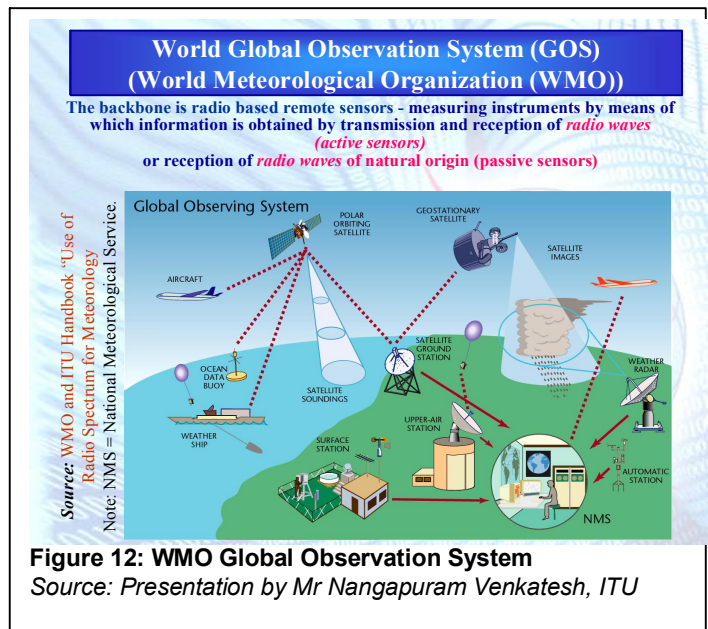 World Global Observation System (GOS)
(World Meteorological Organization (WMO))
The backbone is radio based remote sensors - measuring instruments by means of
which information is obtained by transmission and reception of radio waves
(active sensors)
or reception of radio waves of natural origin (passive sensors)
Source: WMO and ITU Handbook “Use of
Radio Spectrum for Meteorology
Note: NMS = National Meteorological Service.
Global Observing System
POLAR
ORBITING
SATELLITE
GEOSTATIONARY
SATELLITE
SATELLITE
IMAGES
AIRCRAFT
OCEAN
DATA
BUOY
SATELLITE
SOUNDINGS
SATELLITE
GROUND
STATION
WEATHER
RADAR
WEATHER
SHIP
SURFACE
STATION
UPPER-AIR
STATION
AUTOMATIC
STATION
NMS
Figure 12: WMO Global Observation System
Source: Presentation by Mr Nangapuram Venkatesh, ITU